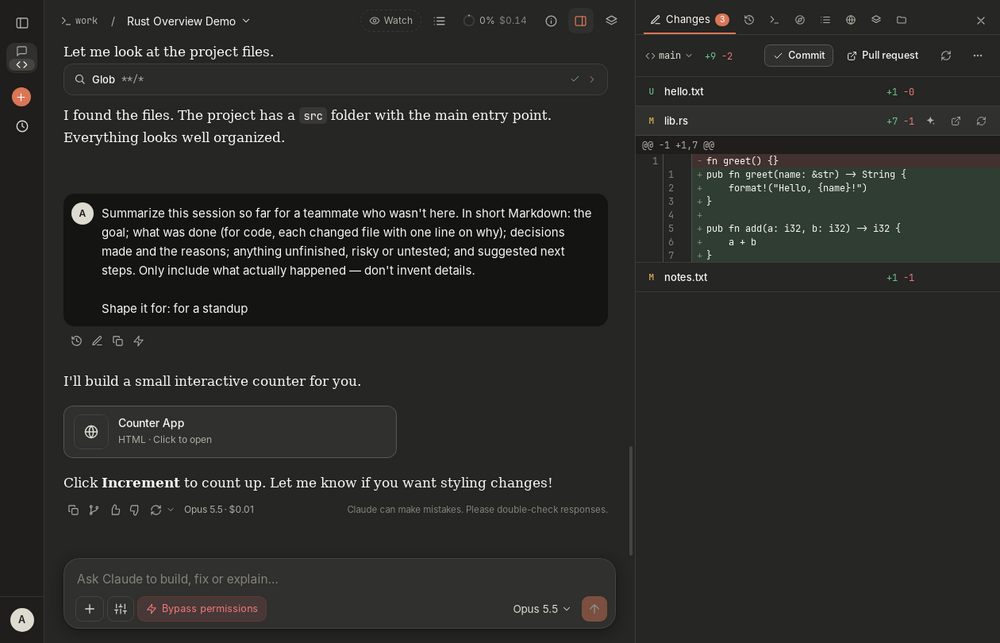 work / Rust Overview Demo
Watch
0% $0.14
Let me look at the project files.
Glob **/*
I found the files. The project has a src folder with the main entry point.
Everything looks well organized.
A
Summarize this session so far for a teammate who wasn't here. In short Markdown: the
goal; what was done (for code, each changed file with one line on why); decisions
made and the reasons; anything unfinished, risky or untested; and suggested next
steps. Only include what actually happened — don't invent details.
Shape it for: for a standup
I'll build a small interactive counter for you.
Counter App
HTML · Click to open
Click Increment to count up. Let me know if you want styling changes!
Opus 5.5 · $0.01
Claude can make mistakes. Please double-check responses.
Ask Claude to build, fix or explain…
Bypass permissions
Opus 5.5
A
Changes 3
main +9 -2
Commit
Pull request
U hello.txt +1 -0
M lib.rs +7 -1
@@ -1 +1,7 @@
1 - fn greet() {}
1 + pub fn greet(name: &str) -> String {
2 + format!("Hello, {name}!")
3 + }
4 +
5 + pub fn add(a: i32, b: i32) -> i32 {
6 + a + b
7 + }
M notes.txt +1 -1